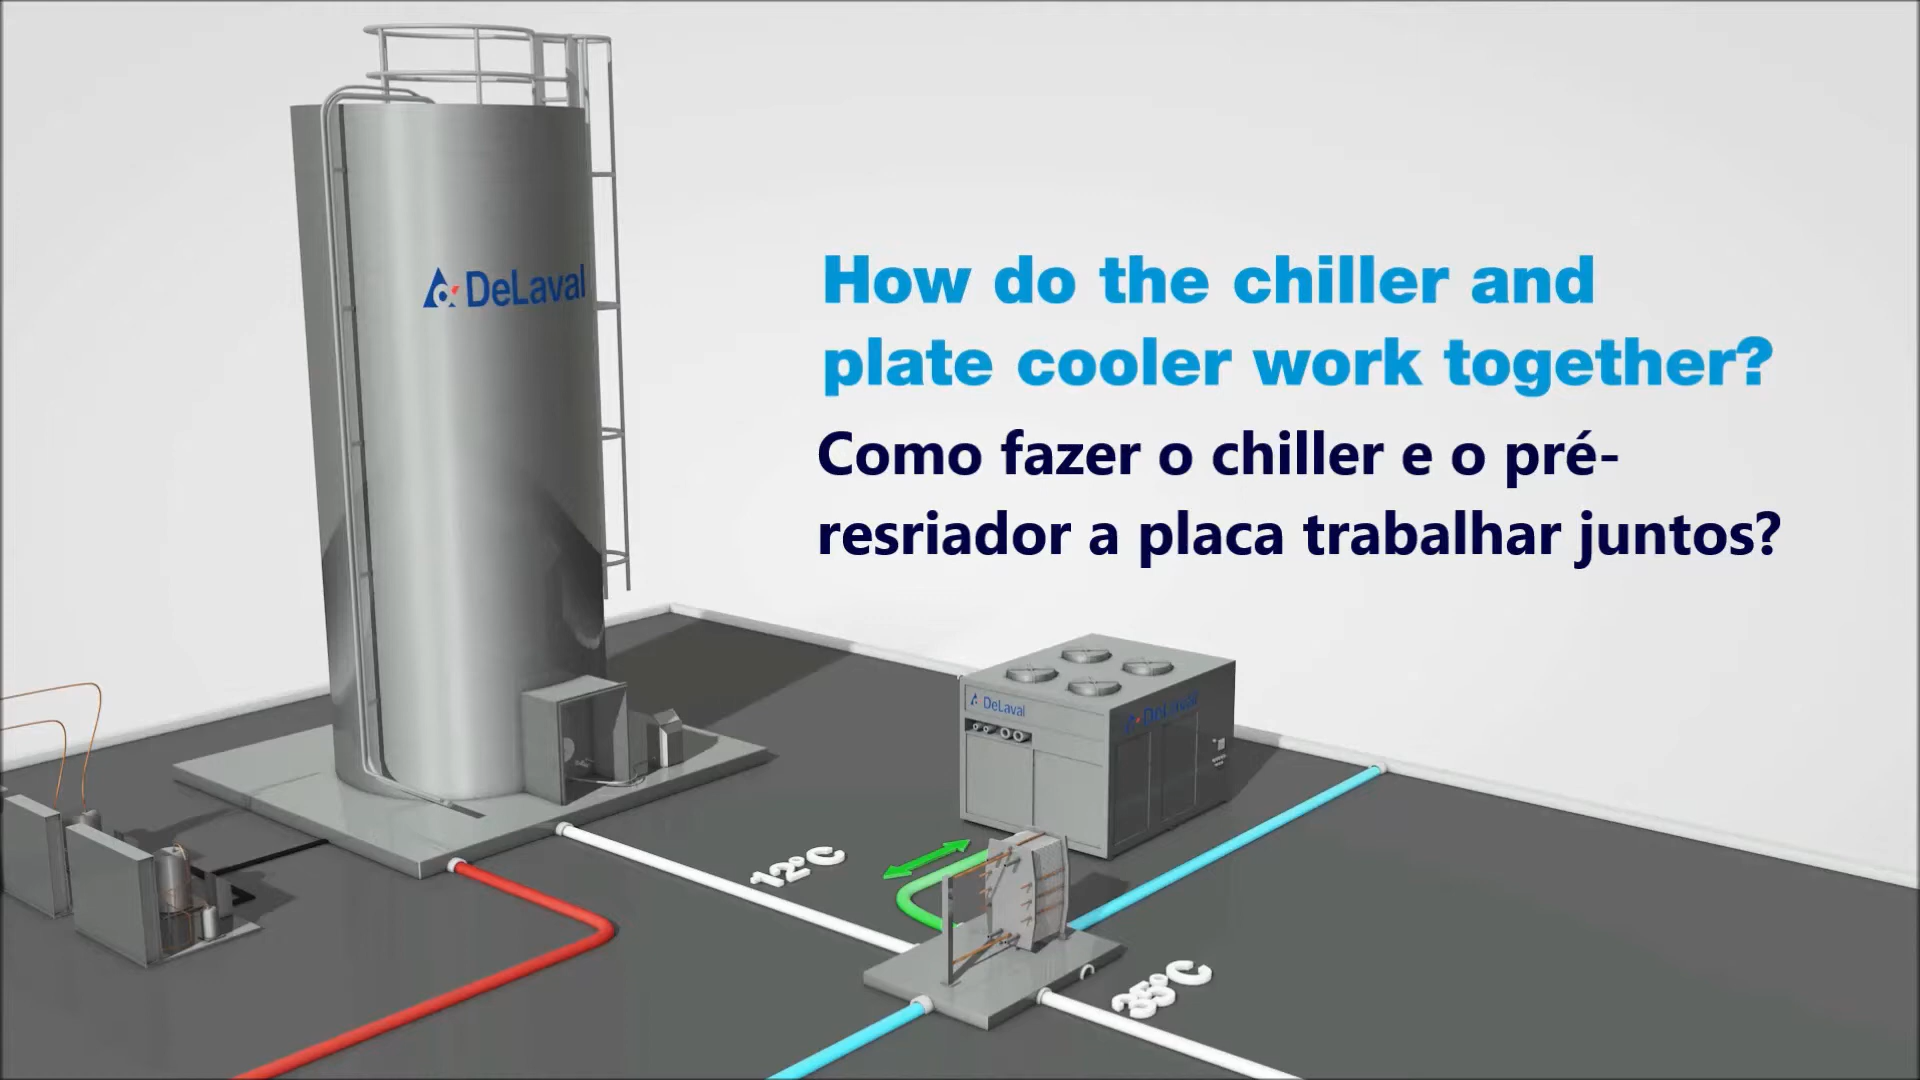 DeLaval
How do the chiller and
plate cooler work together?
Como fazer o chiller e o pré-
resriador a placa trabalhar juntos?
DeLaval
DeLaval
12°C
35°C